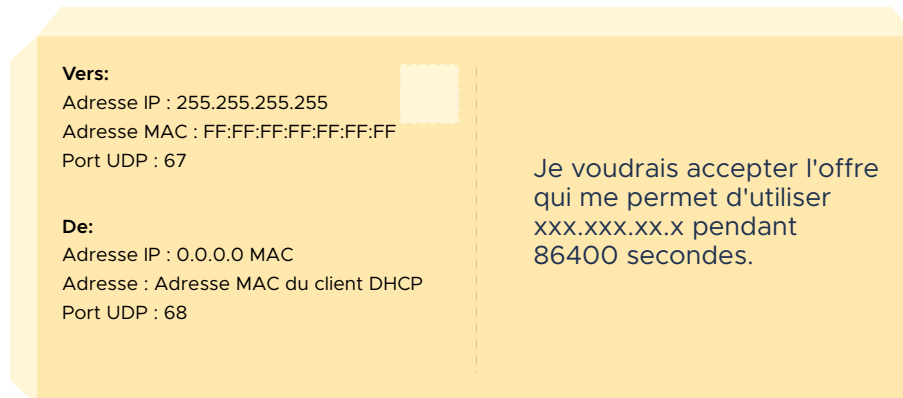 Vers:
Adresse IP : 255.255.255.255
Adresse MAC : FF:FF:FF:FF:FF:FF:FF
Port UDP : 67
De:
Adresse IP : 0.0.0.0 MAC
Adresse : Adresse MAC du client DHCP
Port UDP : 68
Je voudrais accepter l'offre
qui me permet d'utiliser
xxx.xxx.xx.x pendant
86400 secondes.